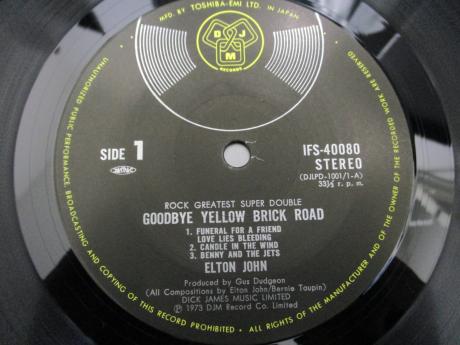 MFD. BY TOSHIBA-EMI LTD. IN JAPAN
DJM
RECORDS
SIDE 1
IFS-40080
STEREO
(DJLPD-1001/1-A)
33⅓ r. p. m.
ROCK GREATEST SUPER DOUBLE
GOODBYE YELLOW BRICK ROAD
1. FUNERAL FOR A FRIEND
LOVE LIES BLEEDING
2. CANDLE IN THE WIND
3. BENNY AND THE JETS
ELTON JOHN
Produced by Gus Dudgeon
(All Compositions by Elton John/Bernie Taupin)
DICK JAMES MUSIC LIMITED
Ⓟ 1973 DJM Record Co. Limited
UNAUTHORIZED PUBLIC PERFORMANCE, BROADCASTING AND COPYING OF THIS RECORD PROHIBITED • ALL RIGHTS OF THE MANUFACTURER AND OF THE OWNER OF THE RECORDED WORK ARE RESERVED